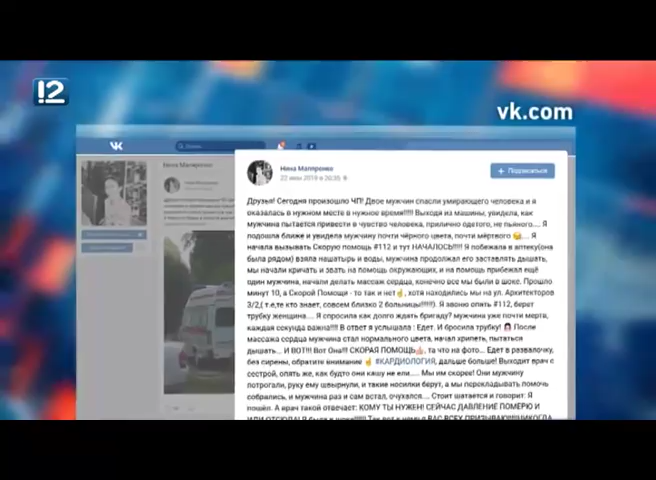 12
vk.com
Нина Маляренко
Нина Маляренко
22 июн 2019 в 20:35
+ Подписаться
Друзья! Сегодня произошло ЧП! Двое мужчин спасли умирающего человека и я
оказалась в нужном месте в нужное время!!!! Выходя из машины, увидела, как
мужчина пытается привести в чувство человека, прилично одетого, не пьяного... Я
подошла ближе и увидела мужчину почти чёрного цвета, почти мёртвого 😪... Я
начала вызывать Скорую помощь #112 и тут НАЧАЛОСЬ!!!!! Я побежала в аптеку(она
была рядом) взяла нашатырь и воды, мужчина продолжал его заставлять дышать,
мы начали кричать и звать на помощь окружающих, и на помощь прибежал ещё
один мужчина, начали делать массаж сердца, конечно все мы были в шоке. Прошло
минут 10, а Скорой Помощи - то так и нет☝, хотя находились мы на ул. Архитекторов
3/2,( т.е,те кто знает, совсем близко 2 больницы!!!!!!). Я звоню опять #112, берет
трубку женщина.... Я спросила как долго ждать бригаду? мужчина уже почти мертв,
каждая секунда важна!!!! В ответ я услышала : Едет. И бросила трубку! После
массажа сердца мужчина стал нормального цвета, начал хрипеть, пытаться
дышать... И ВОТ!!! Вот Она!!! СКОРАЯ ПОМОЩЬ, та что на фото... Едет в развалочку,
без сирены, обратите внимание ☝ #КАРДИОЛОГИЯ, дальше больше! Выходит врач с
сестрой, опять же, как будто они кашу не ели..... Мы им скорее! Они мужчину
потрогали, руку ему швырнули, и такие носилки берут, а мы перекладывать помочь
собрались, и мужчина раз и сам встал, очухался.... Стоит шатается и говорит: Я
пошёл. А врач такой отвечает: КОМУ ТЫ НУЖЕН! СЕЙЧАС ДАВЛЕНИЕ ПОМЕРЮ И